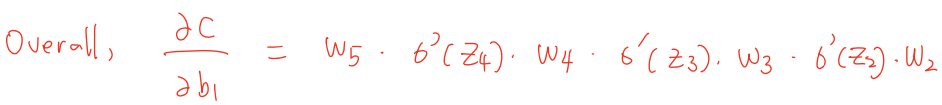 Overall, ∂C/∂b₁ = w₅ · σ'(z₄) · w₄ · σ'(z₃) · w₃ · σ'(z₂) · w₂